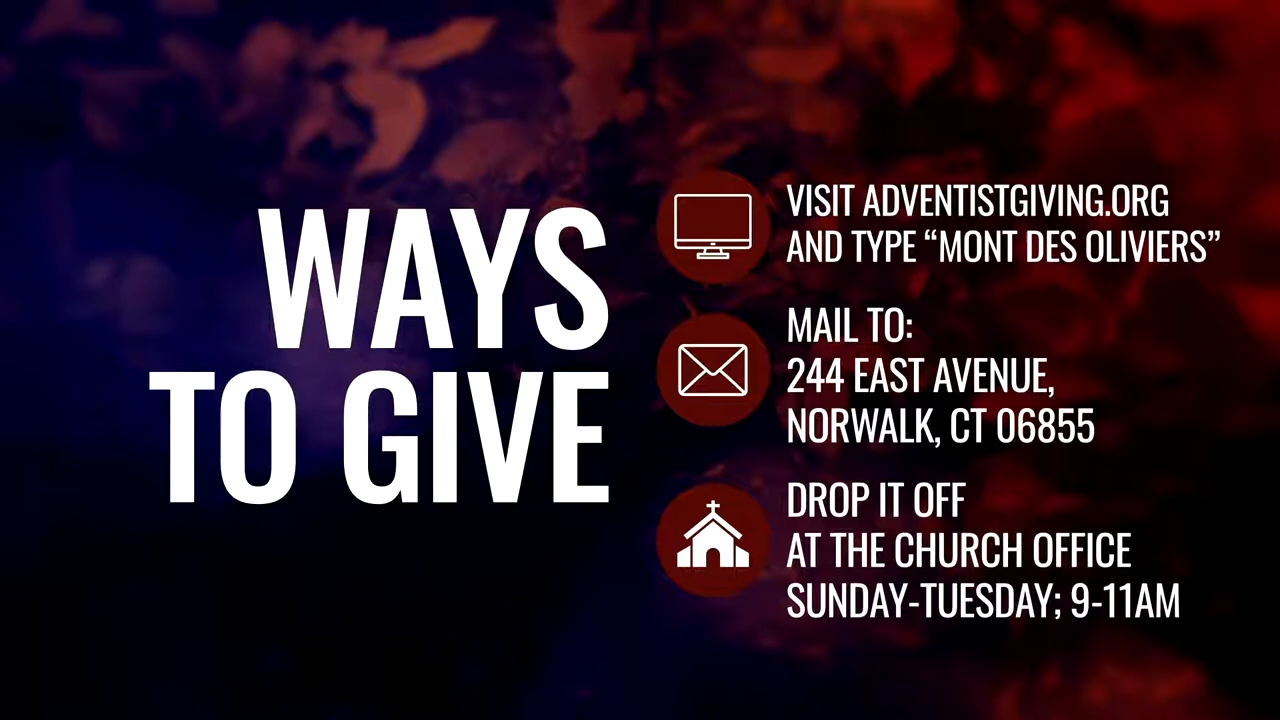 WAYS
TO GIVE
VISIT ADVENTISTGIVING.ORG
AND TYPE “MONT DES OLIVIERS”
MAIL TO:
244 EAST AVENUE,
NORWALK, CT 06855
DROP IT OFF
AT THE CHURCH OFFICE
SUNDAY-TUESDAY; 9-11AM